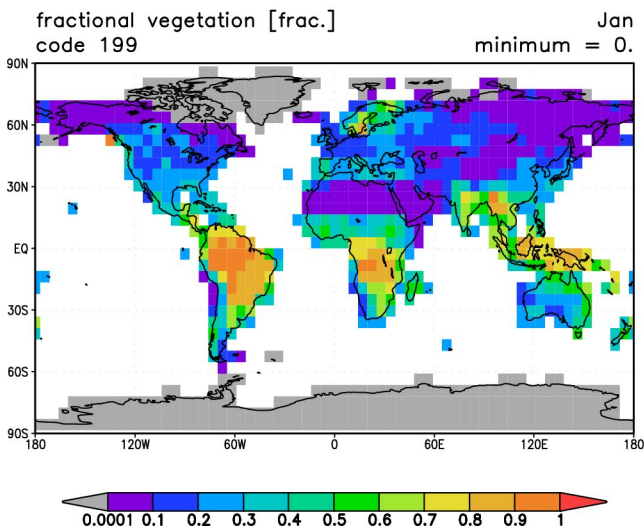 fractional vegetation [frac.]
Jan
code 199
minimum = 0.
90N
60N
30N
EQ
30S
60S
90S
180 120W 60W 0 60E 120E 180
0.0001 0.1 0.2 0.3 0.4 0.5 0.6 0.7 0.8 0.9